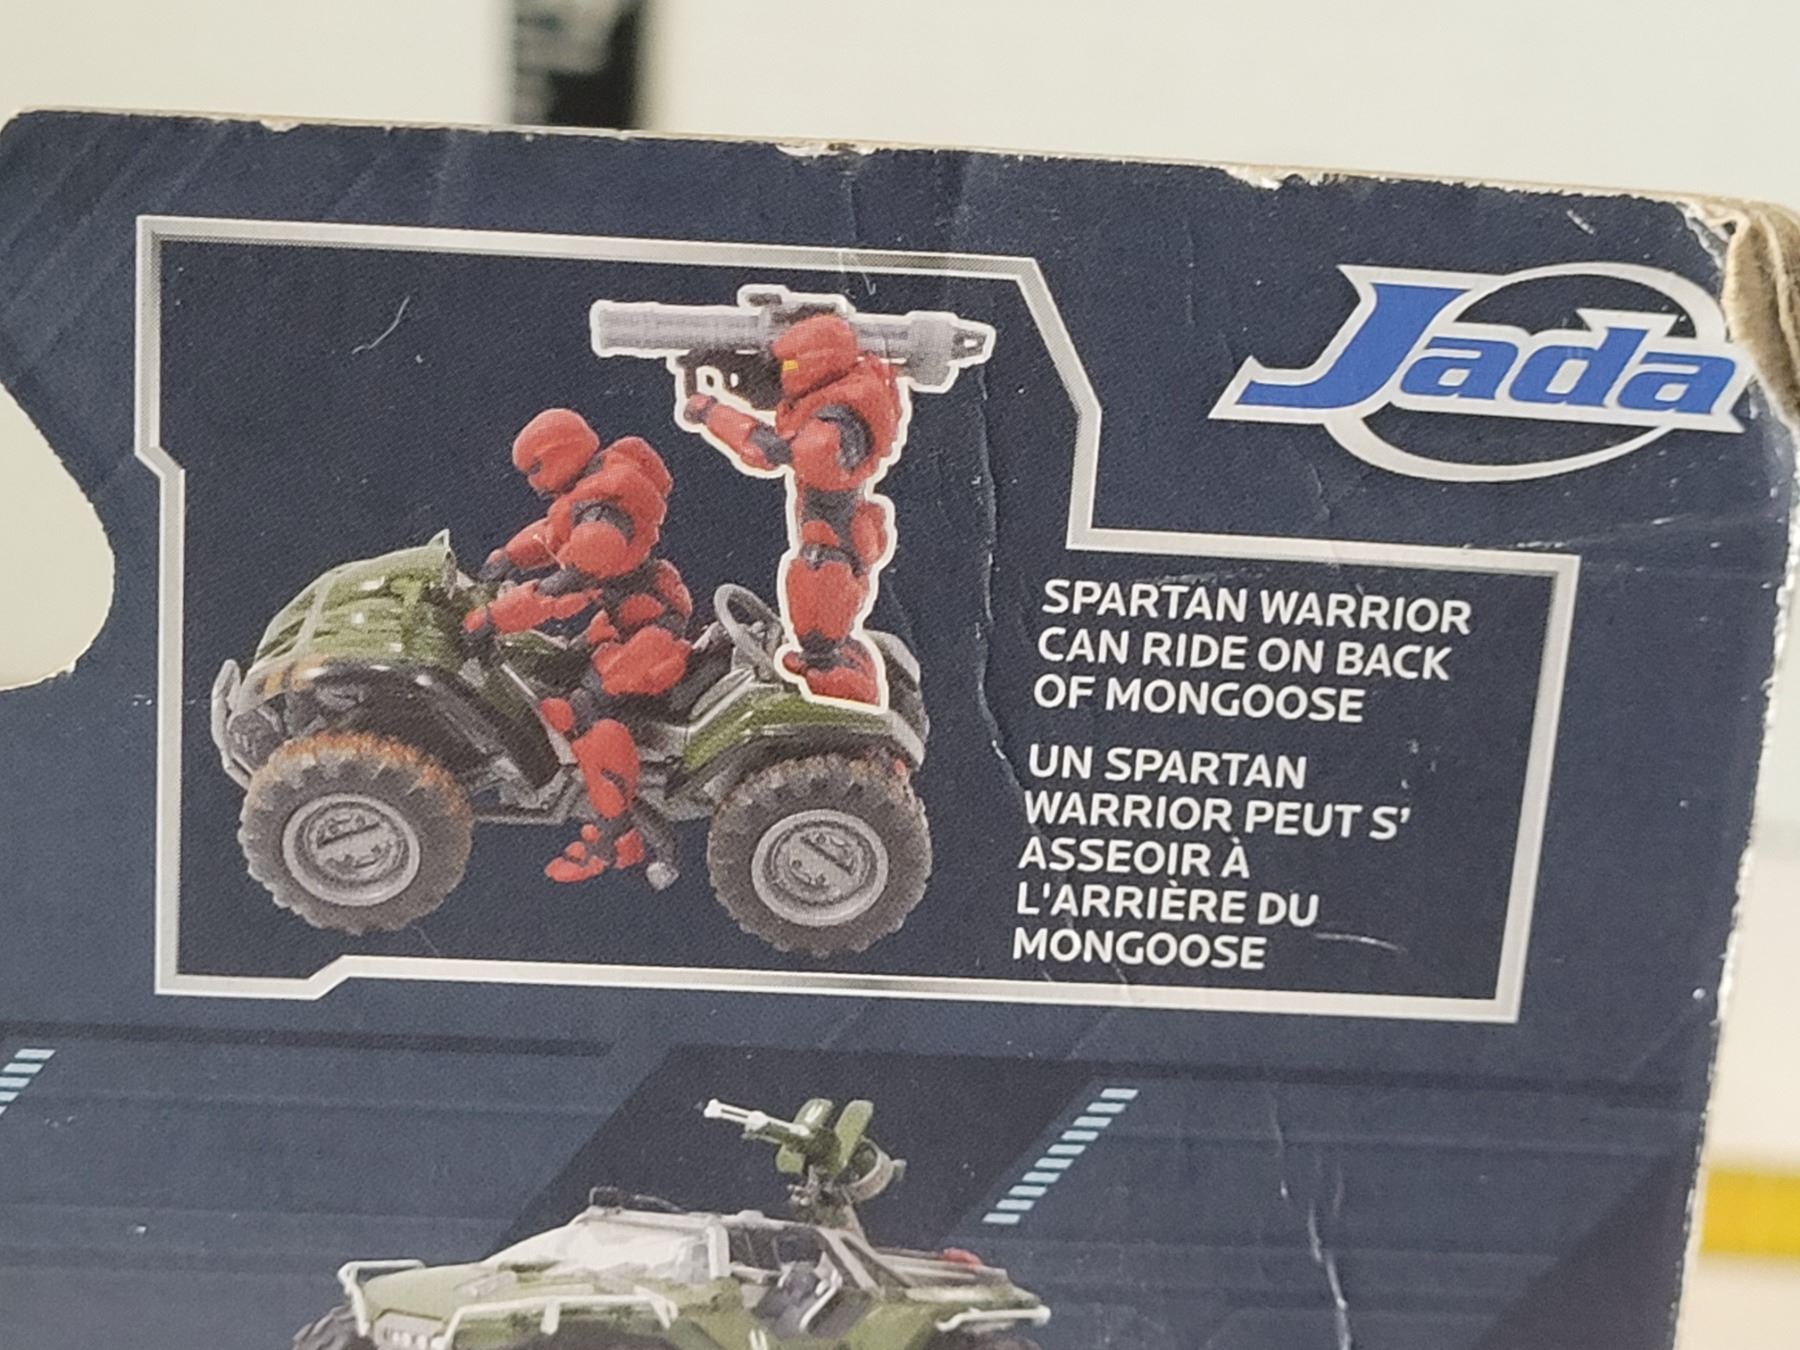 Jada
SPARTAN WARRIOR
CAN RIDE ON BACK
OF MONGOOSE
UN SPARTAN
WARRIOR PEUT S'
ASSEOIR À
L'ARRIÈRE DU
MONGOOSE